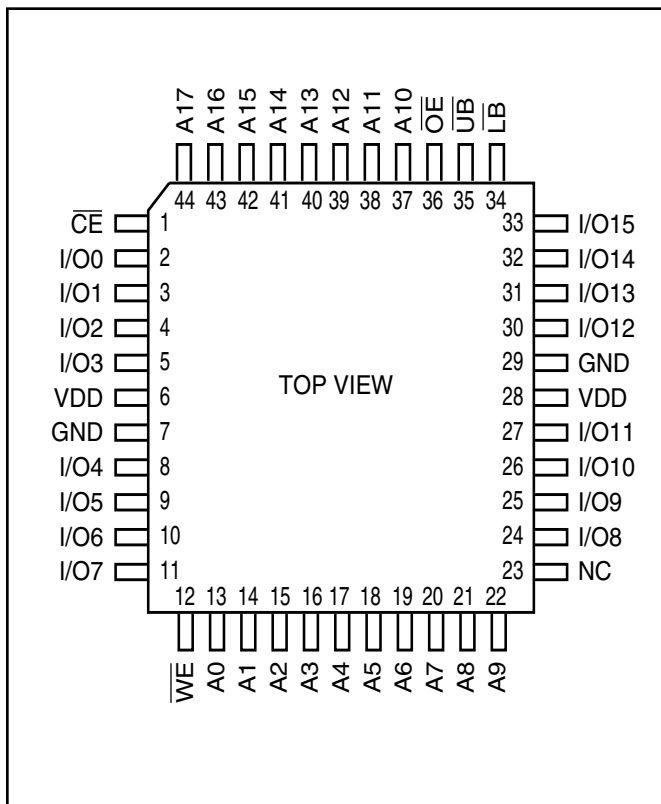 A17 A16 A15 A14 A13 A12 A11 A10 OE UB LB
44 43 42 41 40 39 38 37 36 35 34
CE 1 33 I/O15
I/O0 2 32 I/O14
I/O1 3 31 I/O13
I/O2 4 30 I/O12
I/O3 5 29 GND
TOP VIEW
VDD 6 28 VDD
GND 7 27 I/O11
I/O4 8 26 I/O10
I/O5 9 25 I/O9
I/O6 10 24 I/O8
I/O7 11 23 NC
12 13 14 15 16 17 18 19 20 21 22
WE A0 A1 A2 A3 A4 A5 A6 A7 A8 A9